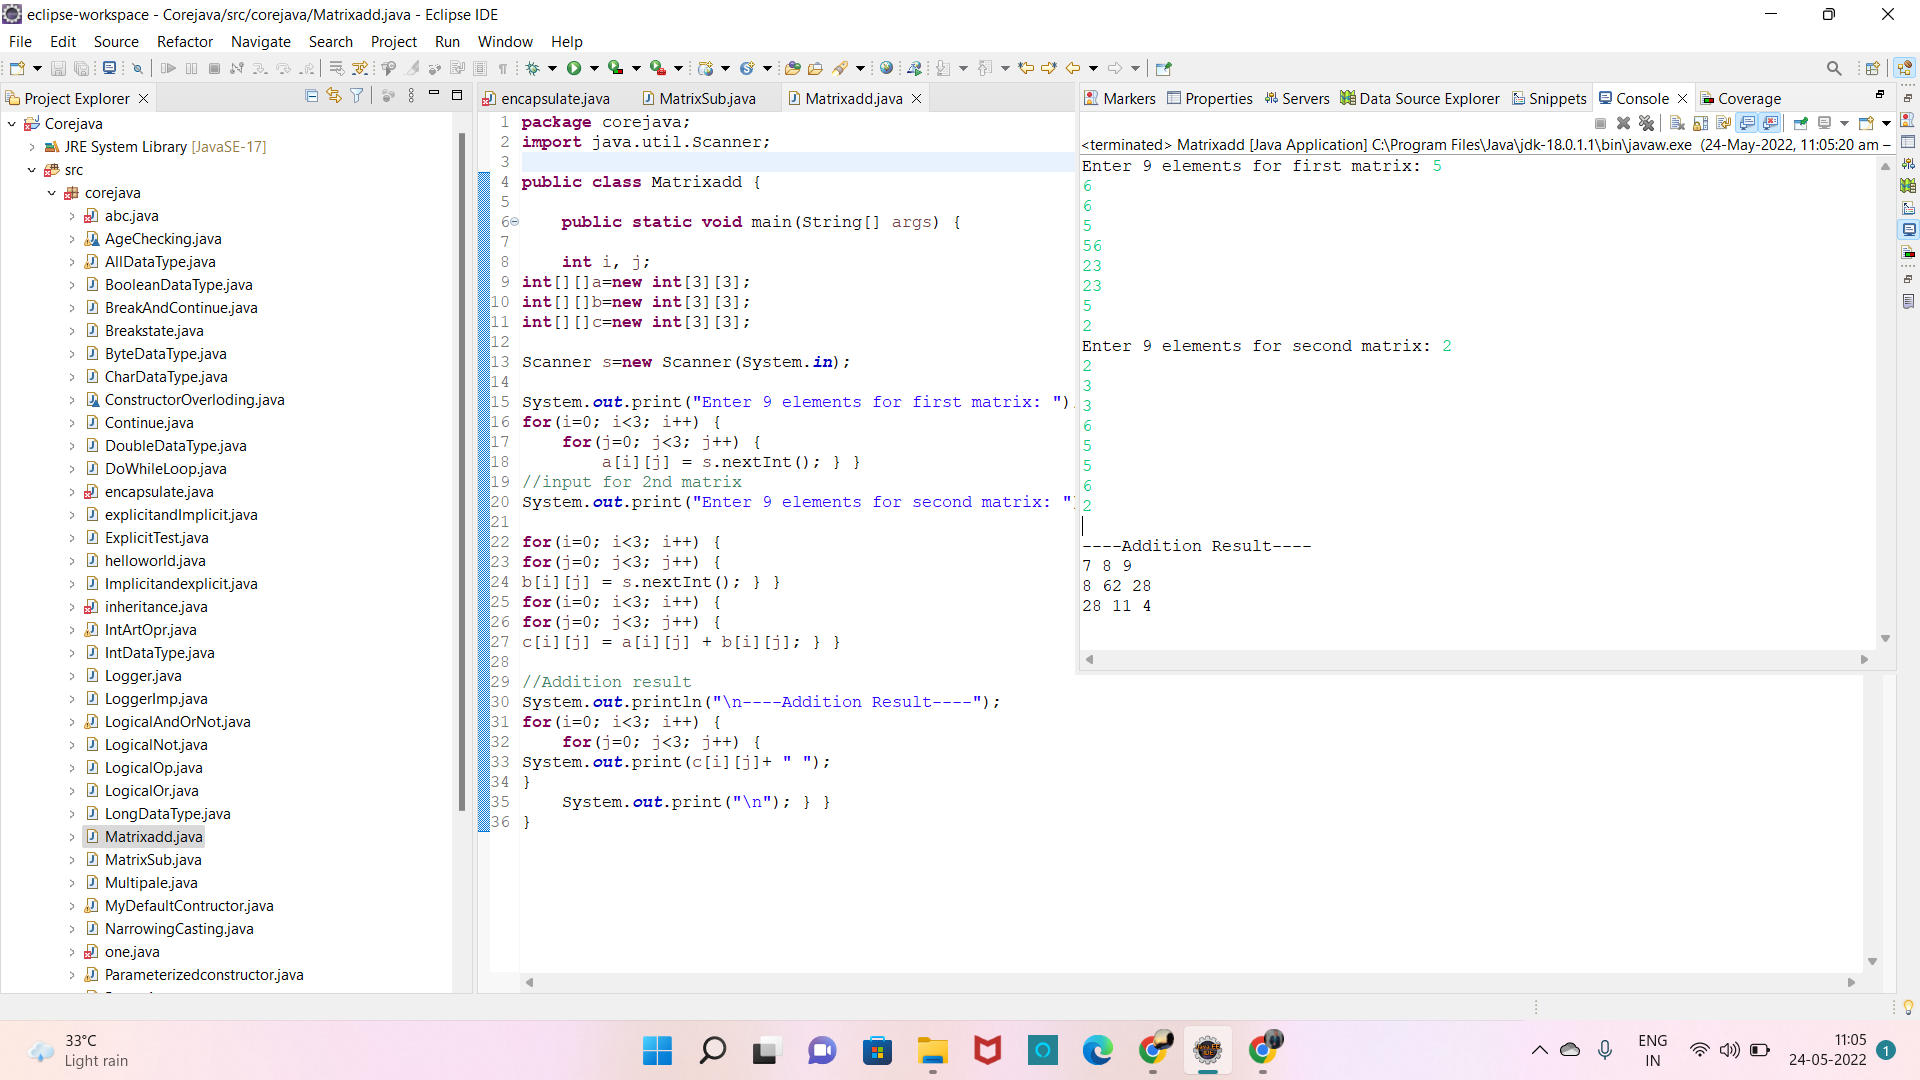 eclipse-workspace - Corejava/src/corejava/Matrixadd.java - Eclipse IDE
File Edit Source Refactor Navigate Search Project Run Window Help
Project Explorer
Corejava
JRE System Library [JavaSE-17]
src
corejava
abc.java
AgeChecking.java
AllDataType.java
BooleanDataType.java
BreakAndContinue.java
Breakstate.java
ByteDataType.java
CharDataType.java
ConstructorOverloding.java
Continue.java
DoubleDataType.java
DoWhileLoop.java
encapsulate.java
explicitandImplicit.java
ExplicitTest.java
helloworld.java
Implicitandexplicit.java
inheritance.java
IntArtOpr.java
IntDataType.java
Logger.java
LoggerImp.java
LogicalAndOrNot.java
LogicalNot.java
LogicalOp.java
LogicalOr.java
LongDataType.java
Matrixadd.java
MatrixSub.java
Multipale.java
MyDefaultContructor.java
NarrowingCasting.java
one.java
Parameterizedconstructor.java
encapsulate.java MatrixSub.java Matrixadd.java
1 package corejava;
2 import java.util.Scanner;
3
4 public class Matrixadd {
5
6 public static void main(String[] args) {
7
8 int i, j;
9 int[][]a=new int[3][3];
10 int[][]b=new int[3][3];
11 int[][]c=new int[3][3];
12
13 Scanner s=new Scanner(System.in);
14
15 System.out.print("Enter 9 elements for first matrix: ")
16 for(i=0; i<3; i++) {
17 for(j=0; j<3; j++) {
18 a[i][j] = s.nextInt(); } }
19 //input for 2nd matrix
20 System.out.print("Enter 9 elements for second matrix: "
21
22 for(i=0; i<3; i++) {
23 for(j=0; j<3; j++) {
24 b[i][j] = s.nextInt(); } }
25 for(i=0; i<3; i++) {
26 for(j=0; j<3; j++) {
27 c[i][j] = a[i][j] + b[i][j]; } }
28
29 //Addition result
30 System.out.println("\n----Addition Result----");
31 for(i=0; i<3; i++) {
32 for(j=0; j<3; j++) {
33 System.out.print(c[i][j]+ " ");
34 }
35 System.out.print("\n"); } }
36 }
Markers Properties Servers Data Source Explorer Snippets Console Coverage
<terminated> Matrixadd [Java Application] C:\Program Files\Java\jdk-18.0.1.1\bin\javaw.exe (24-May-2022, 11:05:20 am –
Enter 9 elements for first matrix: 5
6
6
5
56
23
23
5
2
Enter 9 elements for second matrix: 2
2
3
3
6
5
5
6
2
----Addition Result----
7 8 9
8 62 28
28 11 4
33°C
Light rain
ENG
IN
11:05
24-05-2022
1